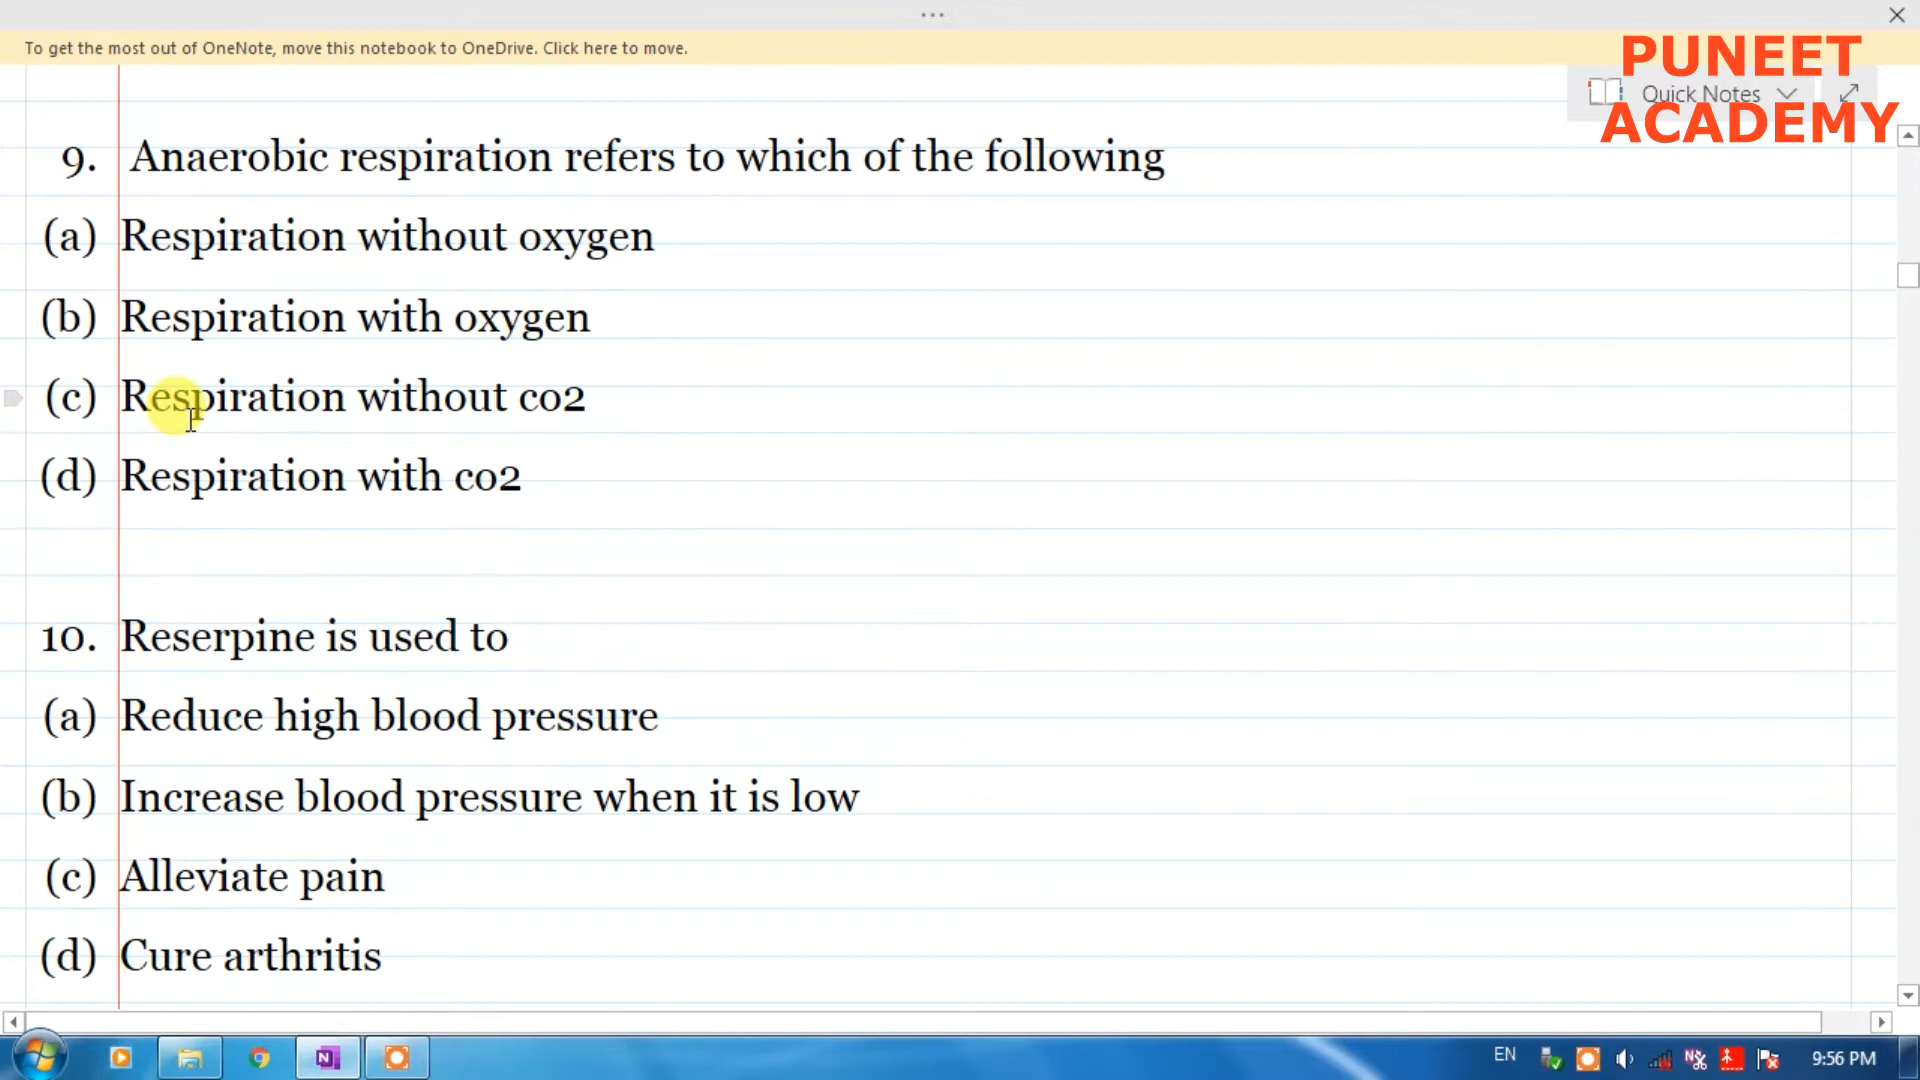 ...
To get the most out of OneNote, move this notebook to OneDrive. Click here to move.
PUNEET
Quick Notes
ACADEMY
9. Anaerobic respiration refers to which of the following
(a) Respiration without oxygen
(b) Respiration with oxygen
(c) Respiration without co2
(d) Respiration with co2
10. Reserpine is used to
(a) Reduce high blood pressure
(b) Increase blood pressure when it is low
(c) Alleviate pain
(d) Cure arthritis
EN
9:56 PM